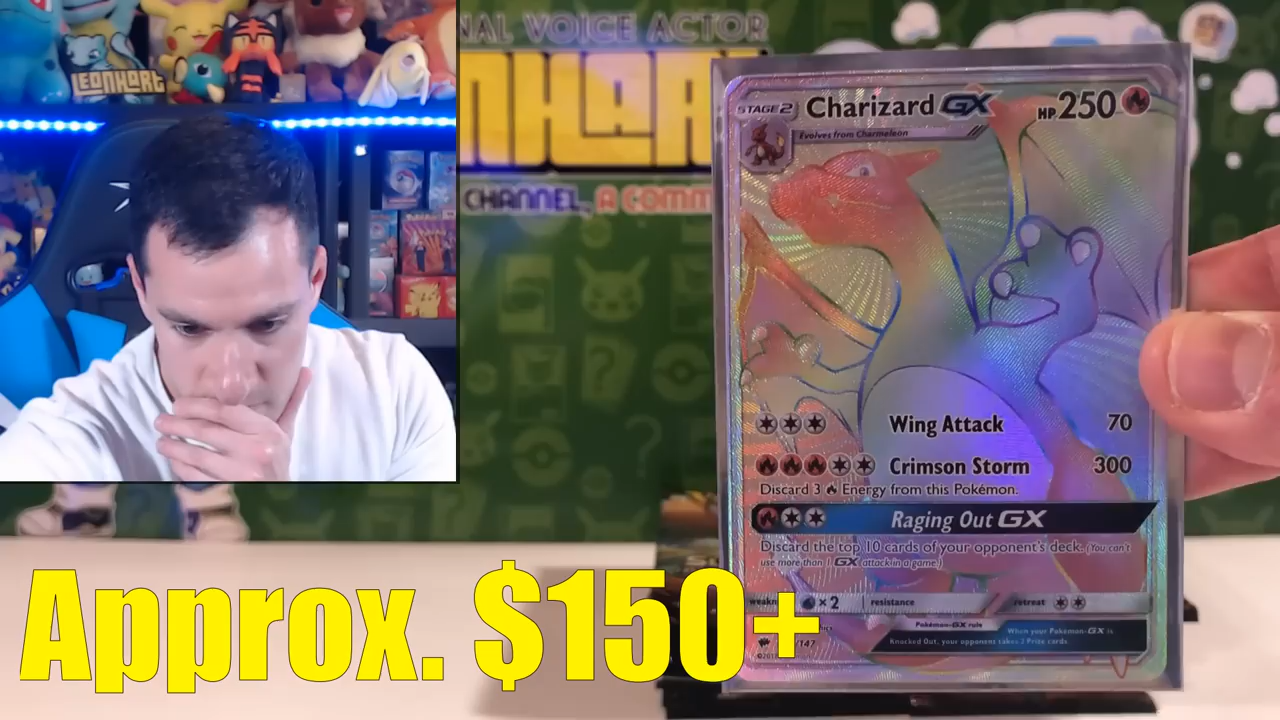 LEONHART
NAL VOICE ACTOR
CHANNEL, A COMM
STAGE 2 Charizard GX HP 250
Evolves from Charmeleon
Wing Attack 70
Crimson Storm 300
Discard 3 Energy from this Pokémon.
Raging Out GX
Discard the top 10 cards of your opponent's deck. (You can't
use more than 1 GX attack in a game.)
weakn ×2 resistance retreat
Pokémon-GX rule
When your Pokémon-GX is
Knocked Out, your opponent takes 2 Prize cards.
/147
Approx. $150+